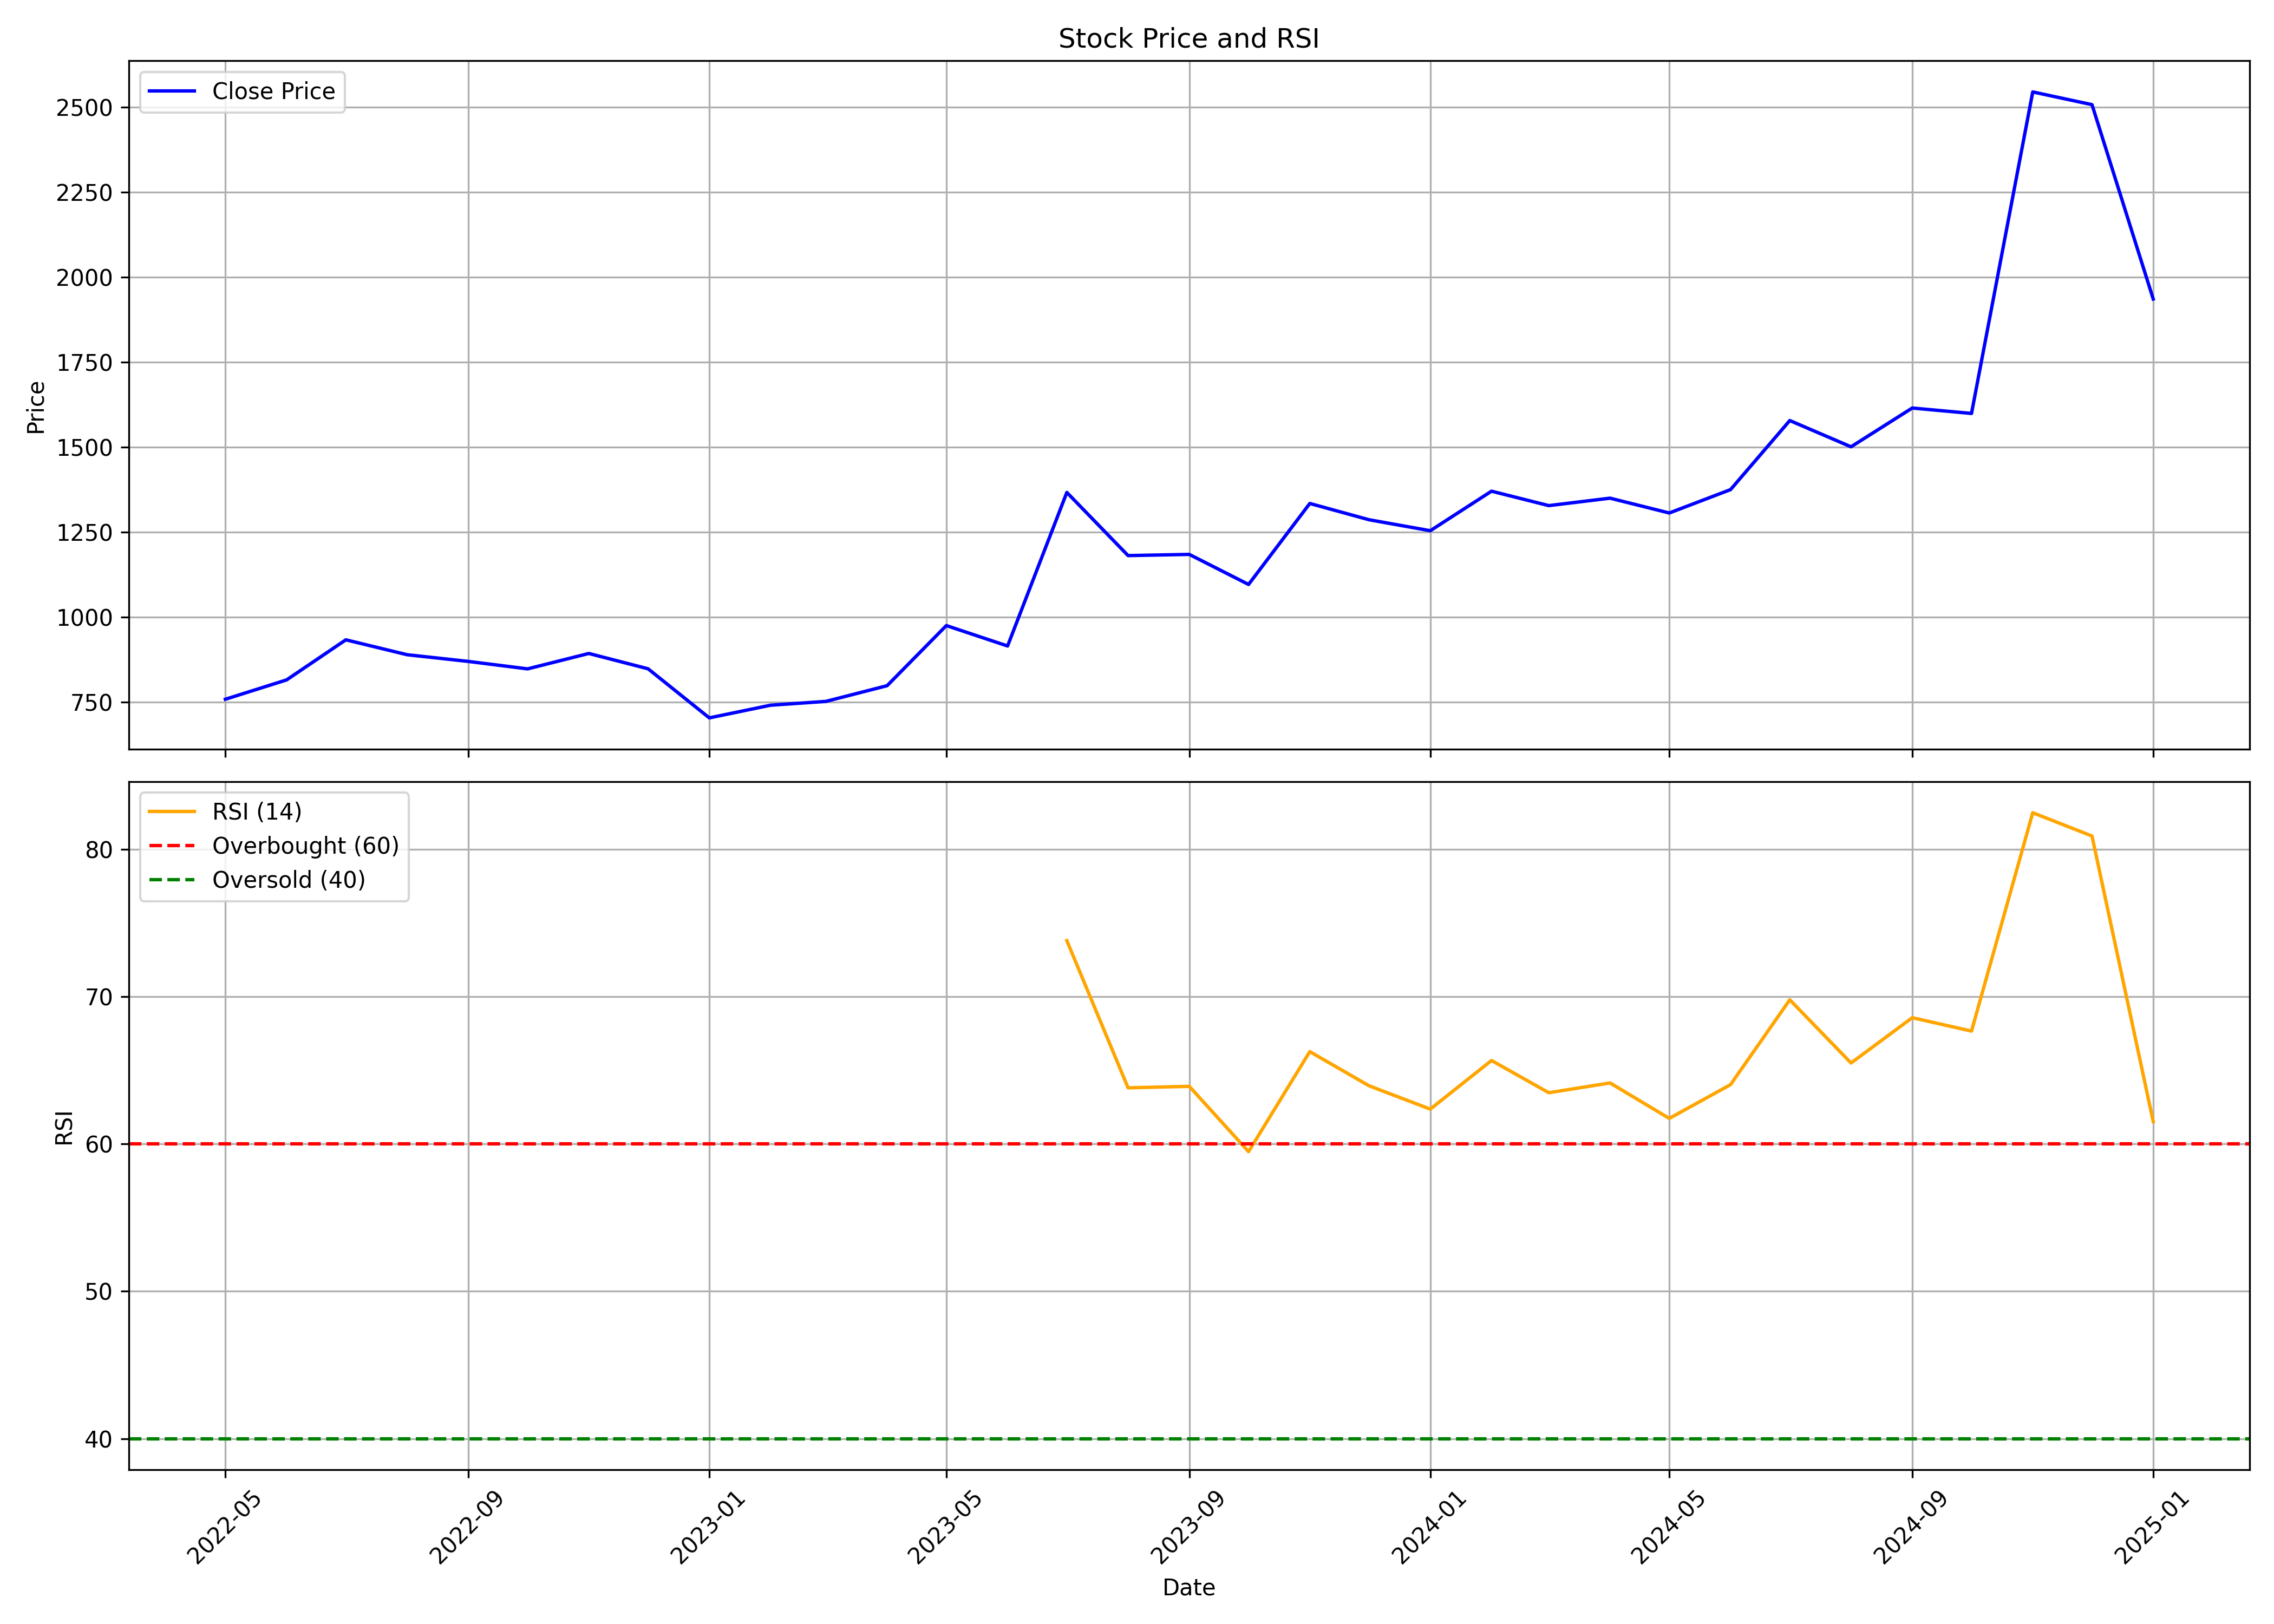 Stock Price and RSI
Close Price
2500
2250
2000
1750
1500
1250
1000
750
Price
RSI (14)
Overbought (60)
Oversold (40)
80
70
60
50
40
RSI
2022-05
2022-09
2023-01
2023-05
2023-09
2024-01
2024-05
2024-09
2025-01
Date